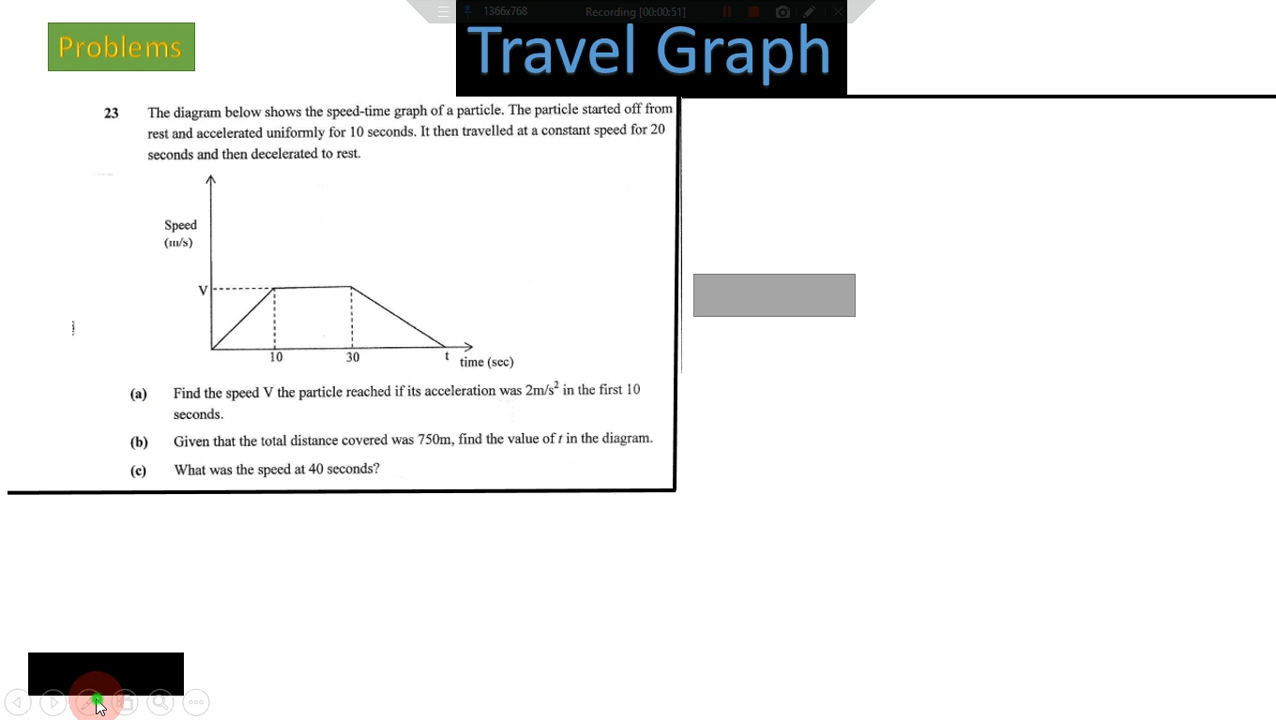 1366x768
Recording [00:00:51]
Problems
Travel Graph
23 The diagram below shows the speed-time graph of a particle. The particle started off from
rest and accelerated uniformly for 10 seconds. It then travelled at a constant speed for 20
seconds and then decelerated to rest.
Speed
(m/s)
V
10 30 t time (sec)
(a) Find the speed V the particle reached if its acceleration was 2m/s² in the first 10
seconds.
(b) Given that the total distance covered was 750m, find the value of t in the diagram.
(c) What was the speed at 40 seconds?